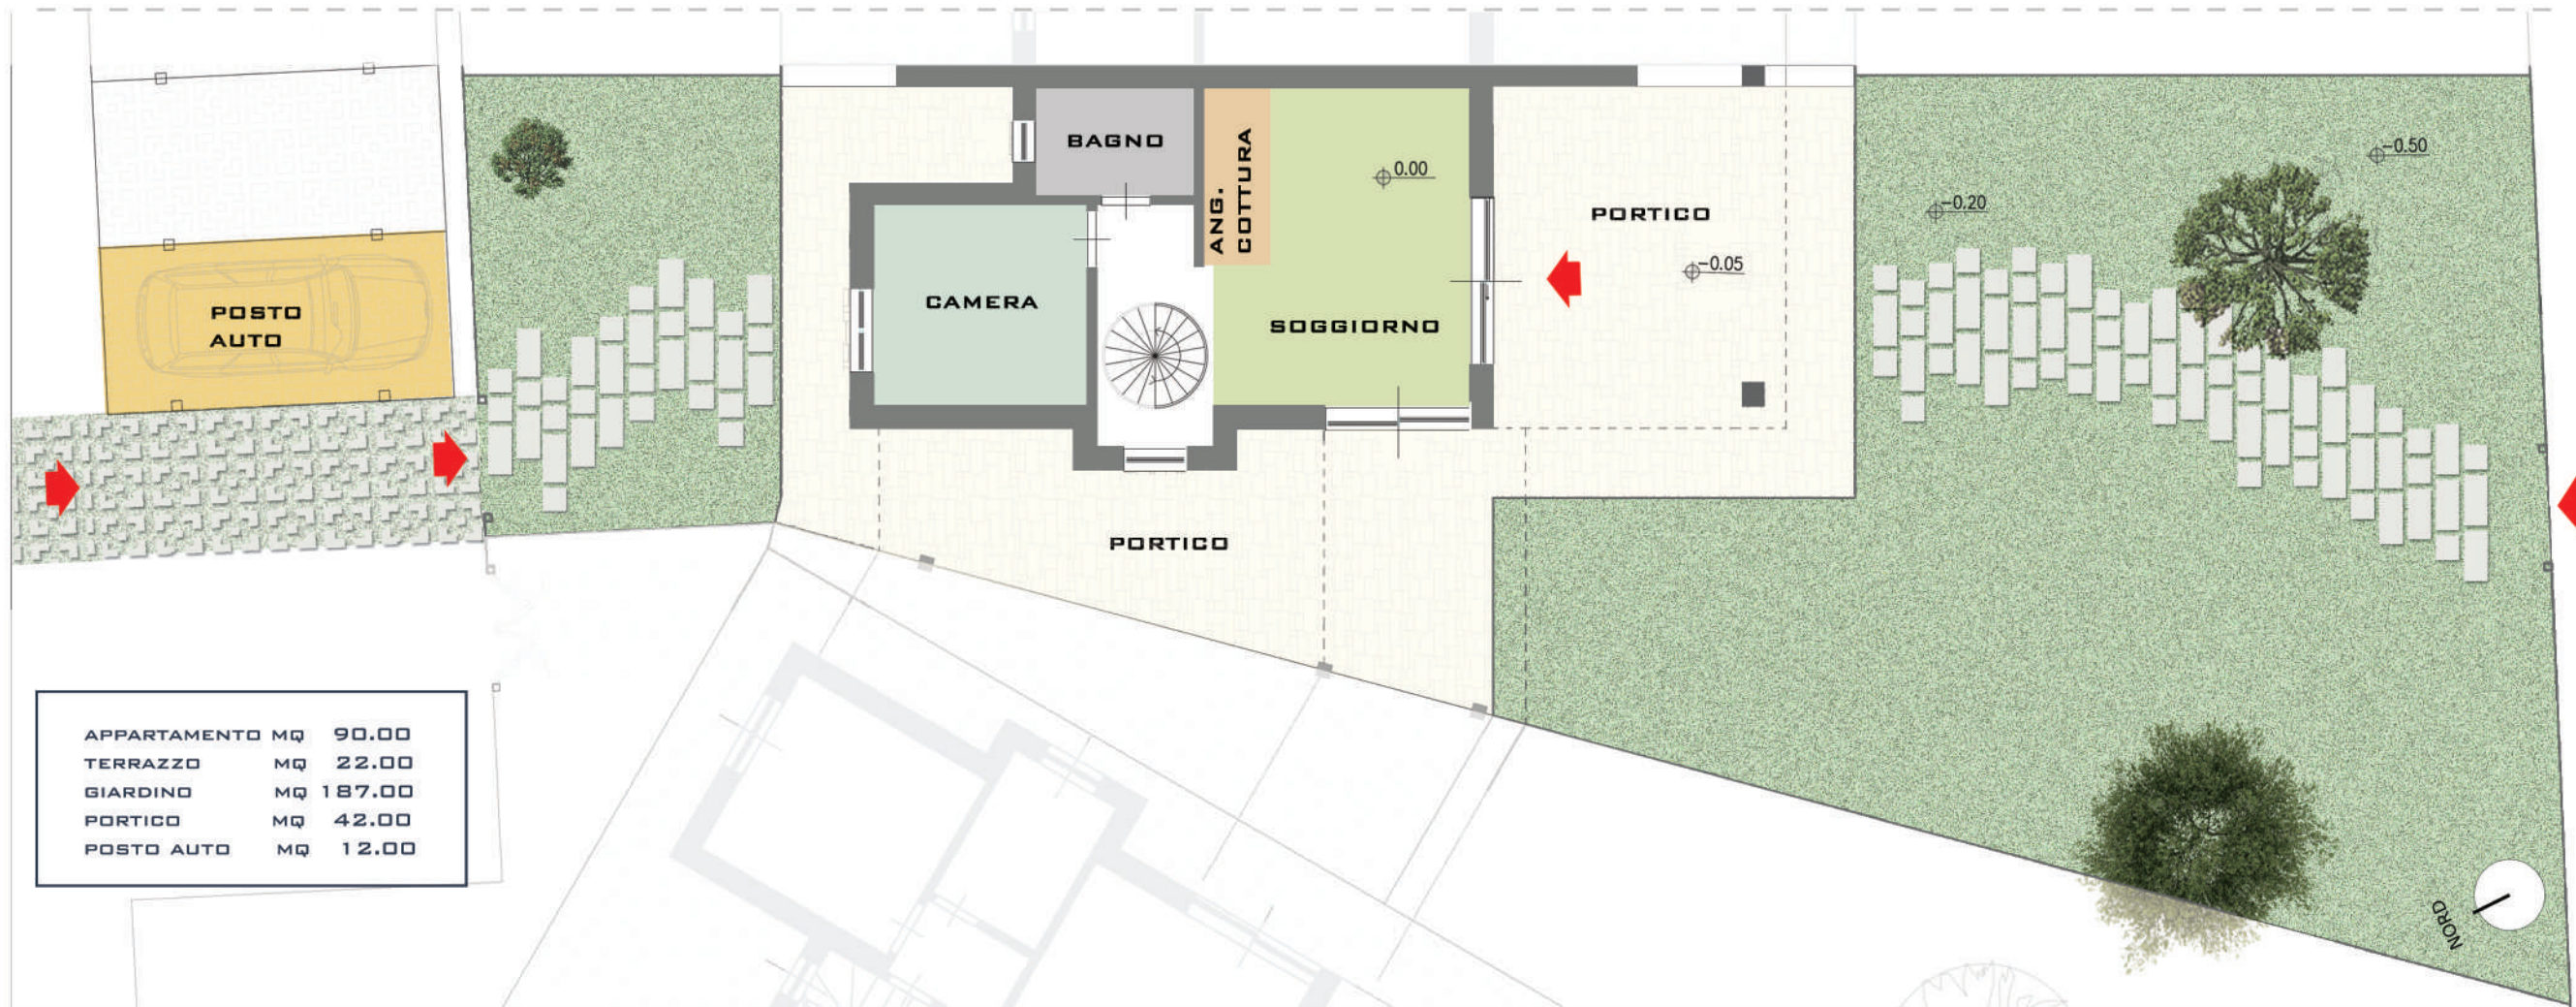 BAGNO
ANG.
COTTURA
0.00
-0.50
-0.20
PORTICO
-0.05
CAMERA
POSTO
AUTO
SOGGIORNO
PORTICO
APPARTAMENTO MQ 90.00
TERRAZZO MQ 22.00
GIARDINO MQ 187.00
PORTICO MQ 42.00
POSTO AUTO MQ 12.00
NORD